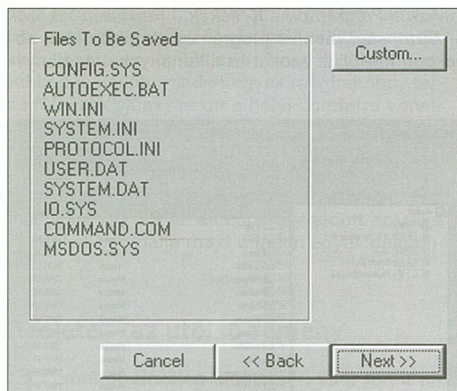 Files To Be Saved
Custom...
CONFIG.SYS
AUTOEXEC.BAT
WIN.INI
SYSTEM.INI
PROTOCOL.INI
USER.DAT
SYSTEM.DAT
IO.SYS
COMMAND.COM
MSDOS.SYS
Cancel
<< Back
Next >>